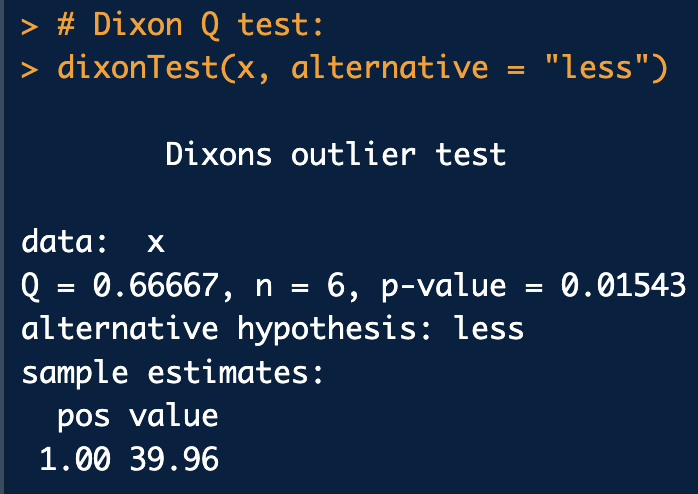 > # Dixon Q test:
> dixonTest(x, alternative = "less")
Dixons outlier test
data:  x
Q = 0.66667, n = 6, p-value = 0.01543
alternative hypothesis: less
sample estimates:
pos value
1.00 39.96